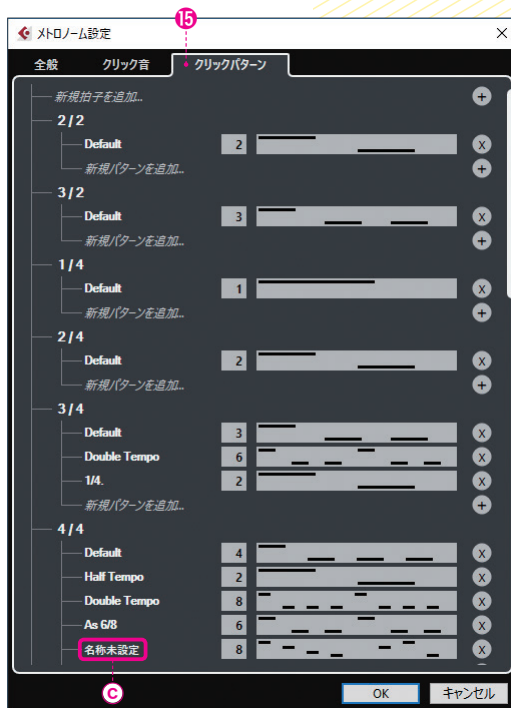 ⑮
メトロノーム設定 ×
全般 クリック音 クリックパターン
新規拍子を追加... +
2/2
Default 2 x
新規パターンを追加... +
3/2
Default 3 x
新規パターンを追加... +
1/4
Default 1 x
新規パターンを追加... +
2/4
Default 2 x
新規パターンを追加... +
3/4
Default 3 x
Double Tempo 6 x
1/4. 2 x
新規パターンを追加... +
4/4
Default 4 x
Half Tempo 2 x
Double Tempo 8 x
As 6/8 6 x
名称未設定 8 x
Ⓒ
OK キャンセル